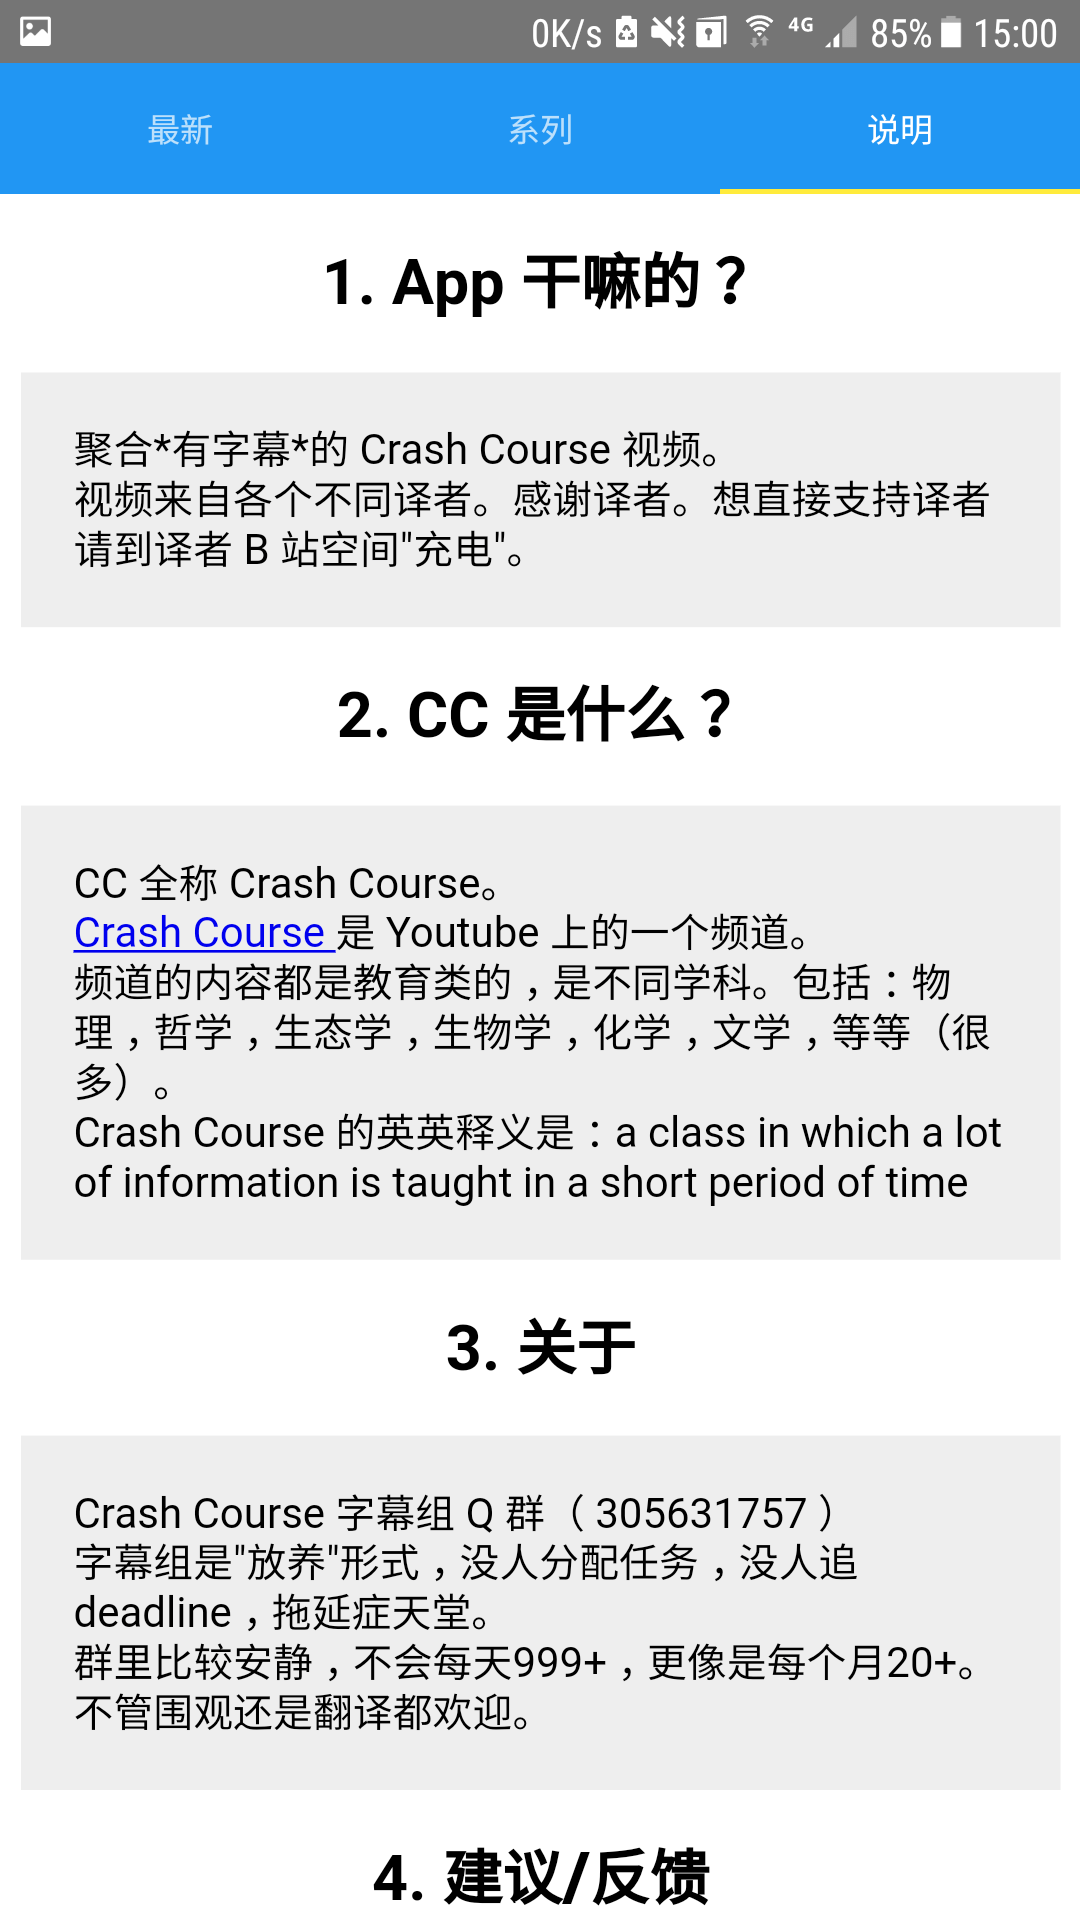 0K/s 4G 85% 15:00
最新 系列 说明
1. App 干嘛的？
聚合*有字幕*的 Crash Course 视频。
视频来自各个不同译者。感谢译者。想直接支持译者
请到译者 B 站空间"充电"。
2. CC 是什么？
CC 全称 Crash Course。
Crash Course 是 Youtube 上的一个频道。
频道的内容都是教育类的，是不同学科。包括：物
理，哲学，生态学，生物学，化学，文学，等等（很
多）。
Crash Course 的英英释义是：a class in which a lot
of information is taught in a short period of time
3. 关于
Crash Course 字幕组 Q 群（ 305631757 ）
字幕组是"放养"形式，没人分配任务，没人追
deadline，拖延症天堂。
群里比较安静，不会每天999+，更像是每个月20+。
不管围观还是翻译都欢迎。
4. 建议/反馈